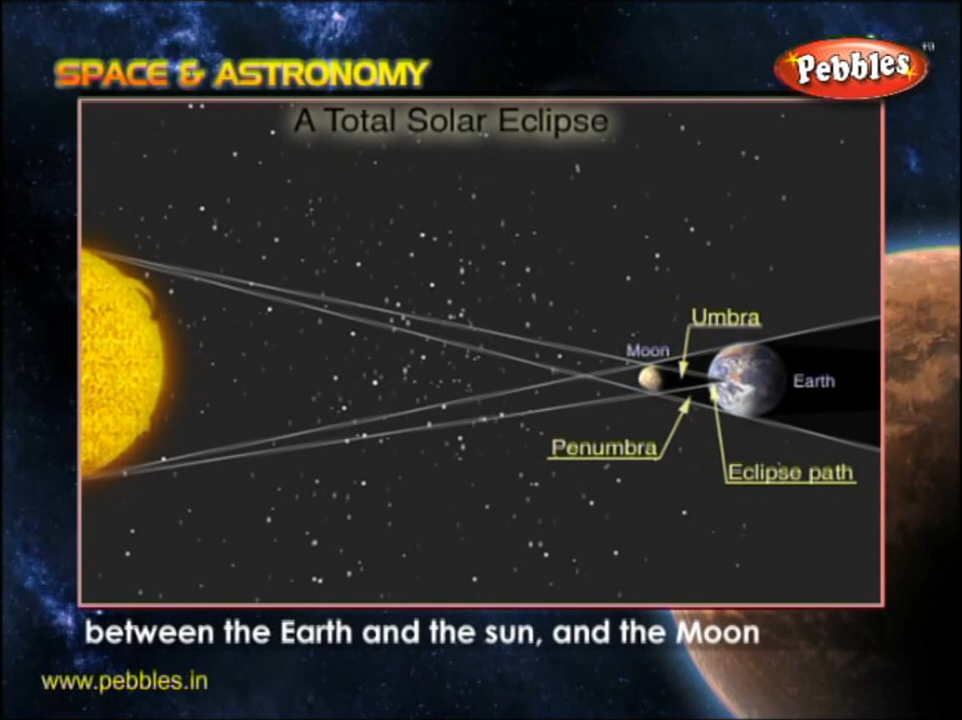 SPACE & ASTRONOMY
Pebbles
A Total Solar Eclipse
Umbra
Moon
Earth
Penumbra
Eclipse path
between the Earth and the sun, and the Moon
www.pebbles.in